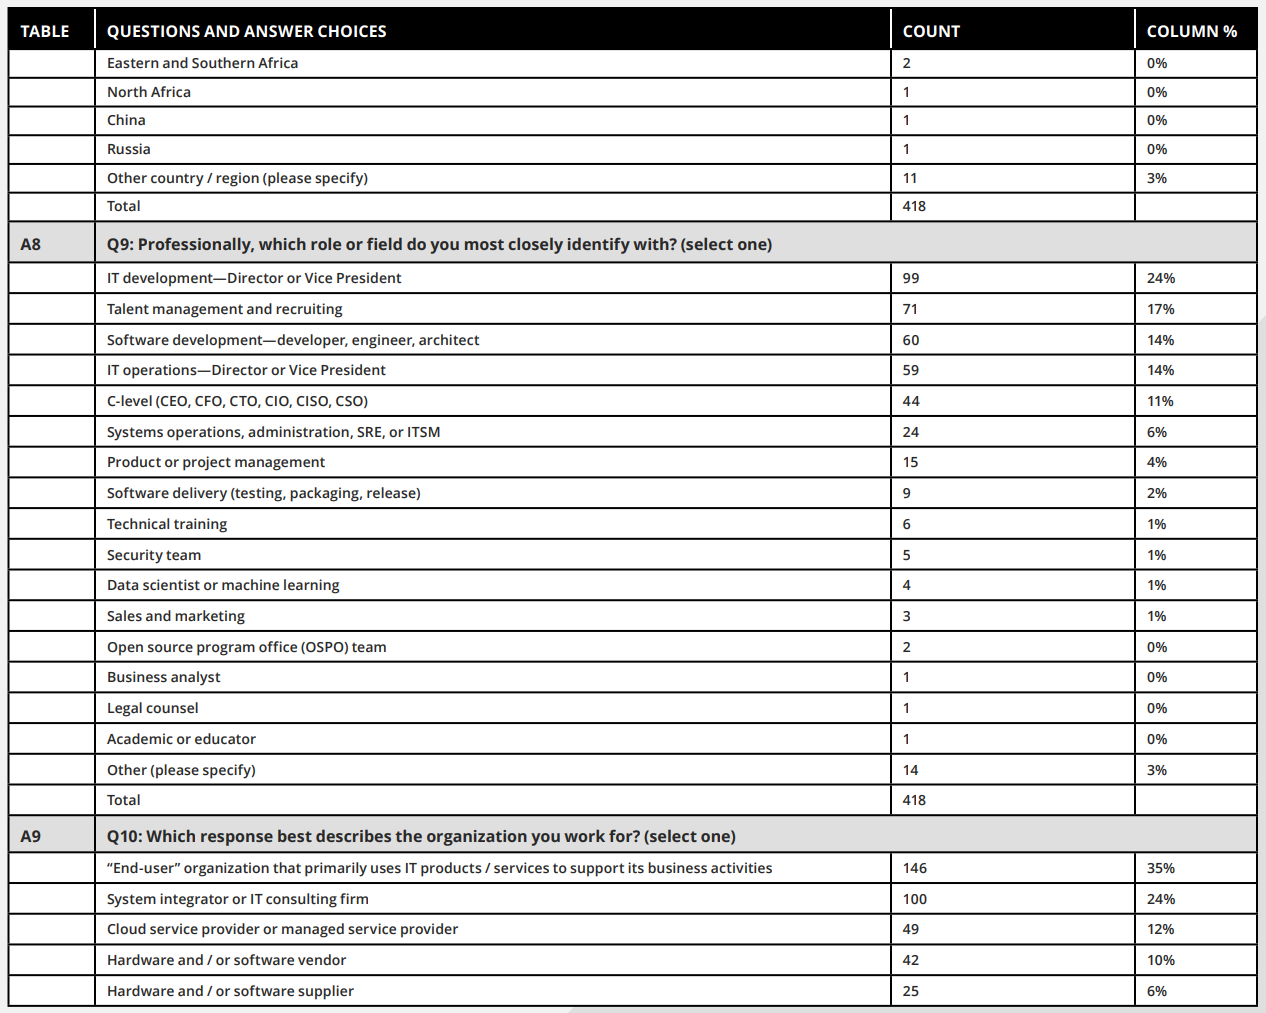 TABLE QUESTIONS AND ANSWER CHOICES COUNT COLUMN %
Eastern and Southern Africa 2 0%
North Africa 1 0%
China 1 0%
Russia 1 0%
Other country / region (please specify) 11 3%
Total 418
A8 Q9: Professionally, which role or field do you most closely identify with? (select one)
IT development—Director or Vice President 99 24%
Talent management and recruiting 71 17%
Software development—developer, engineer, architect 60 14%
IT operations—Director or Vice President 59 14%
C-level (CEO, CFO, CTO, CIO, CISO, CSO) 44 11%
Systems operations, administration, SRE, or ITSM 24 6%
Product or project management 15 4%
Software delivery (testing, packaging, release) 9 2%
Technical training 6 1%
Security team 5 1%
Data scientist or machine learning 4 1%
Sales and marketing 3 1%
Open source program office (OSPO) team 2 0%
Business analyst 1 0%
Legal counsel 1 0%
Academic or educator 1 0%
Other (please specify) 14 3%
Total 418
A9 Q10: Which response best describes the organization you work for? (select one)
“End-user” organization that primarily uses IT products / services to support its business activities 146 35%
System integrator or IT consulting firm 100 24%
Cloud service provider or managed service provider 49 12%
Hardware and / or software vendor 42 10%
Hardware and / or software supplier 25 6%